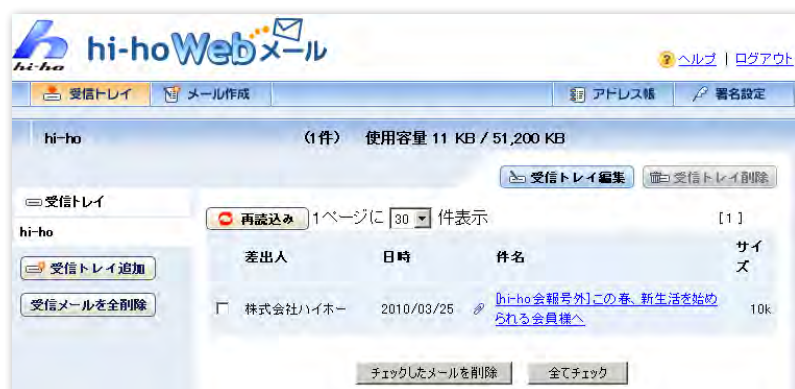 hi-ho hi-ho Webメール
ヘルプ | ログアウト
受信トレイ メール作成 アドレス帳 署名設定
hi-ho (1件) 使用容量 11 KB / 51,200 KB
受信トレイ編集 受信トレイ削除
受信トレイ
再読込み 1ページに 30 件表示 [1]
hi-ho
差出人 日時 件名 サイズ
受信トレイ追加
受信メールを全削除
株式会社ハイホー 2010/03/25 [hi-ho会報号外]この春、新生活を始め
られる会員様へ 10k
チェックしたメールを削除 全てチェック